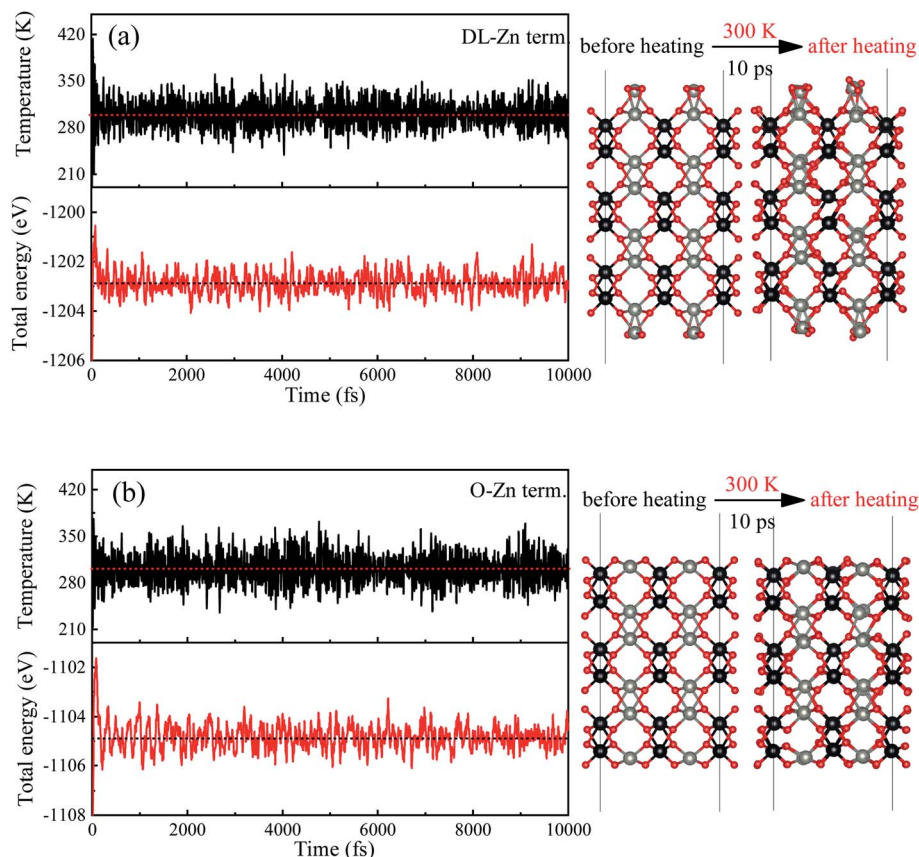 (a)
DL-Zn term.
Temperature (K)
420
350
280
210
Total energy (eV)
-1200
-1202
-1204
-1206
0 2000 4000 6000 8000 10000
Time (fs)
before heating 300 K after heating
10 ps
(b)
O-Zn term.
Temperature (K)
420
350
280
210
Total energy (eV)
-1102
-1104
-1106
-1108
0 2000 4000 6000 8000 10000
Time (fs)
before heating 300 K after heating
10 ps